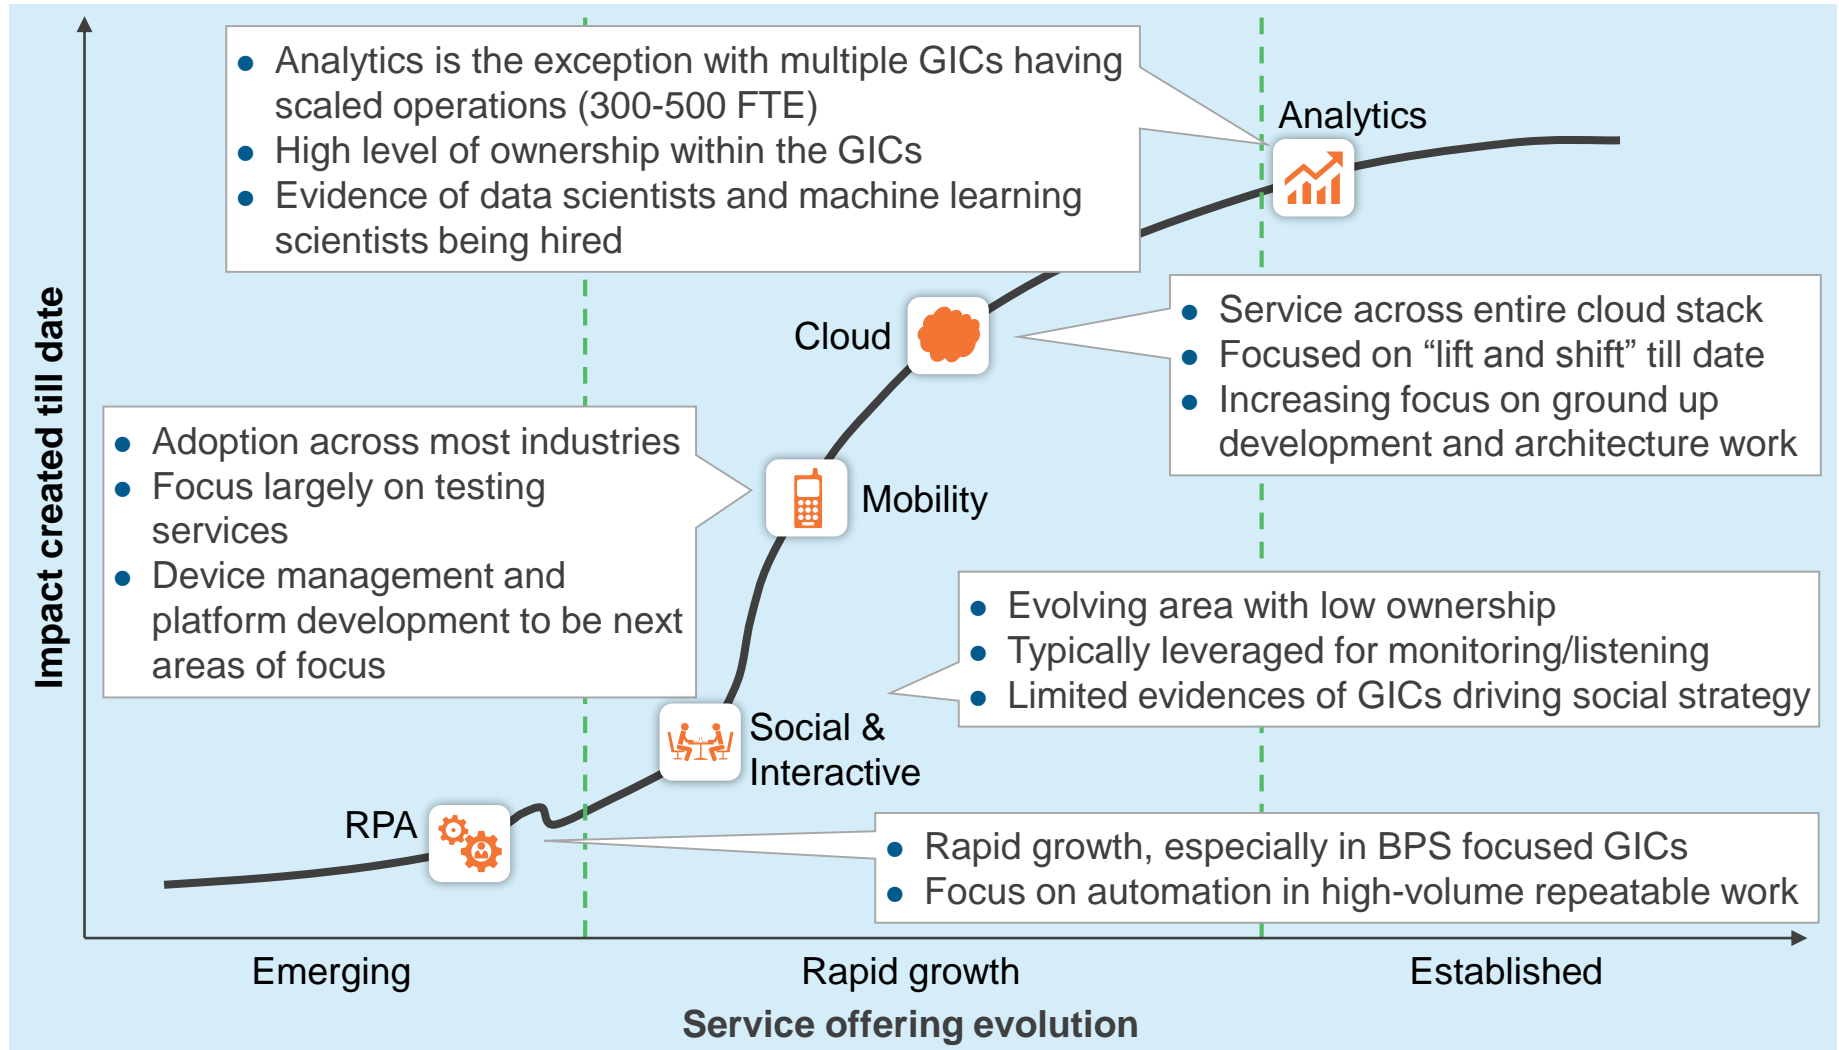 Analytics is the exception with multiple GICs having
scaled operations (300-500 FTE)
High level of ownership within the GICs
Evidence of data scientists and machine learning
scientists being hired
Analytics
Service across entire cloud stack
Focused on “lift and shift” till date
Increasing focus on ground up
development and architecture work
Cloud
Adoption across most industries
Focus largely on testing
services
Device management and
platform development to be next
areas of focus
Mobility
Evolving area with low ownership
Typically leveraged for monitoring/listening
Limited evidences of GICs driving social strategy
Social &
Interactive
RPA
Rapid growth, especially in BPS focused GICs
Focus on automation in high-volume repeatable work
Impact created till date
Emerging
Rapid growth
Established
Service offering evolution